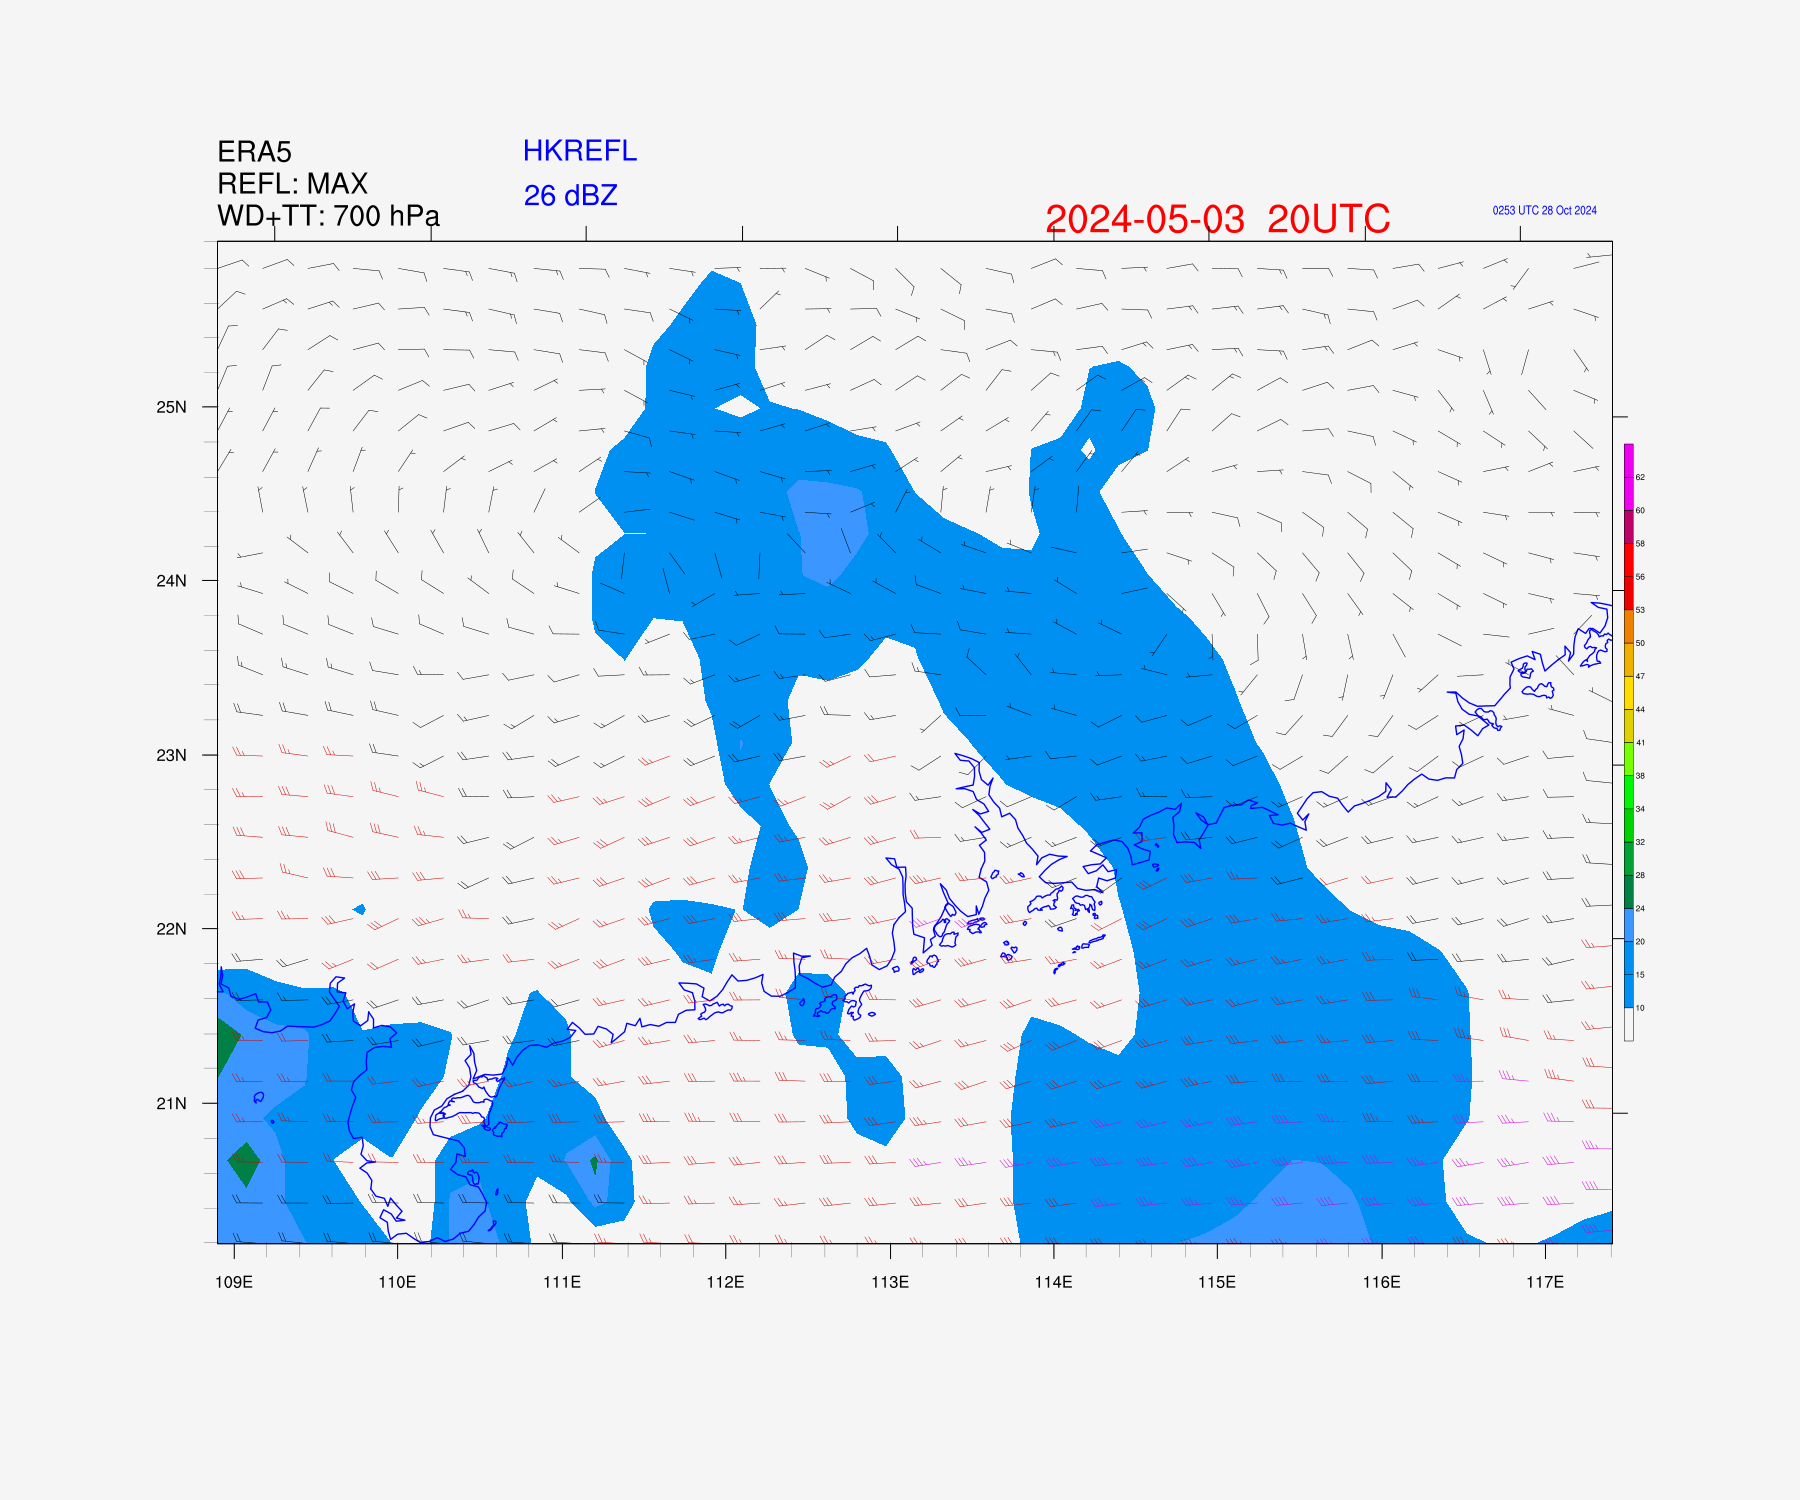 ERA5
REFL: MAX
WD+TT: 700 hPa
HKREFL
26 dBZ
2024-05-03 20UTC
0253 UTC 28 Oct 2024
25N
24N
23N
22N
21N
109E
110E
111E
112E
113E
114E
115E
116E
117E
62
60
58
56
53
50
47
44
41
38
34
32
28
24
20
15
10